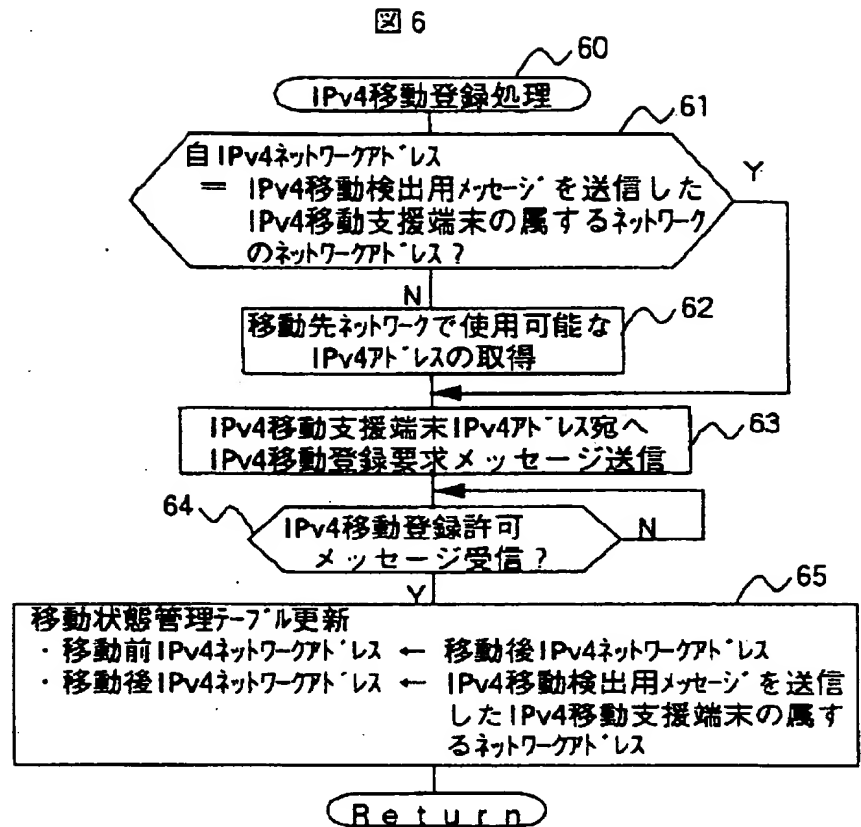 図6
60
IPv4移動登録処理
61
自IPv4ネットワークアドレス
Y
= IPv4移動検出用メッセージを送信した
IPv4移動支援端末の属するネットワーク
のネットワークアドレス?
N
62
移動先ネットワークで使用可能な
IPv4アドレスの取得
IPv4移動支援端末IPv4アドレス宛へ
63
IPv4移動登録要求メッセージ送信
64
IPv4移動登録許可
N
メッセージ受信?
Y
65
移動状態管理テーブル更新
・移動前IPv4ネットワークアドレス ← 移動後IPv4ネットワークアドレス
・移動後IPv4ネットワークアドレス ← IPv4移動検出用メッセージを送信
したIPv4移動支援端末の属す
るネットワークアドレス
Return